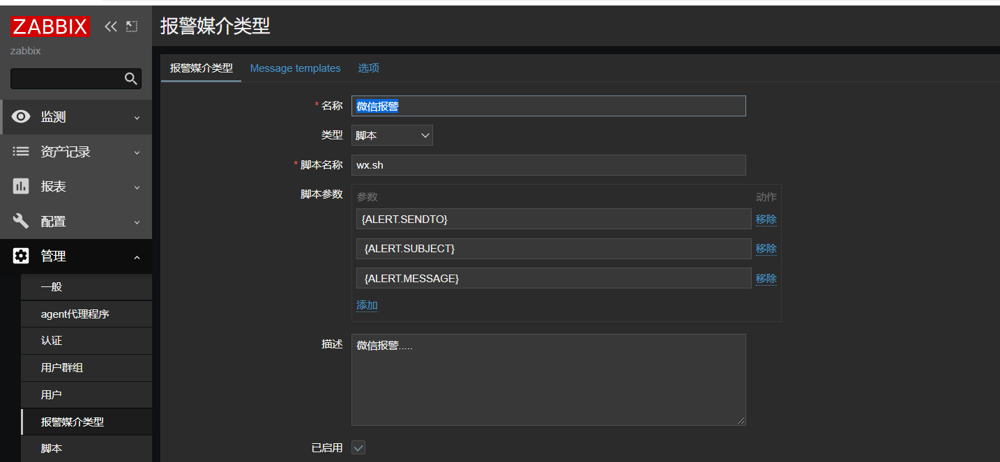 ZABBIX
zabbix
监测
资产记录
报表
配置
管理
一般
agent代理程序
认证
用户群组
用户
报警媒介类型
脚本
报警媒介类型
报警媒介类型 Message templates 选项
* 名称 微信报警
类型 脚本
* 脚本名称 wx.sh
脚本参数 参数 动作
{ALERT.SENDTO} 移除
{ALERT.SUBJECT} 移除
{ALERT.MESSAGE} 移除
添加
描述 微信报警.....
已启用